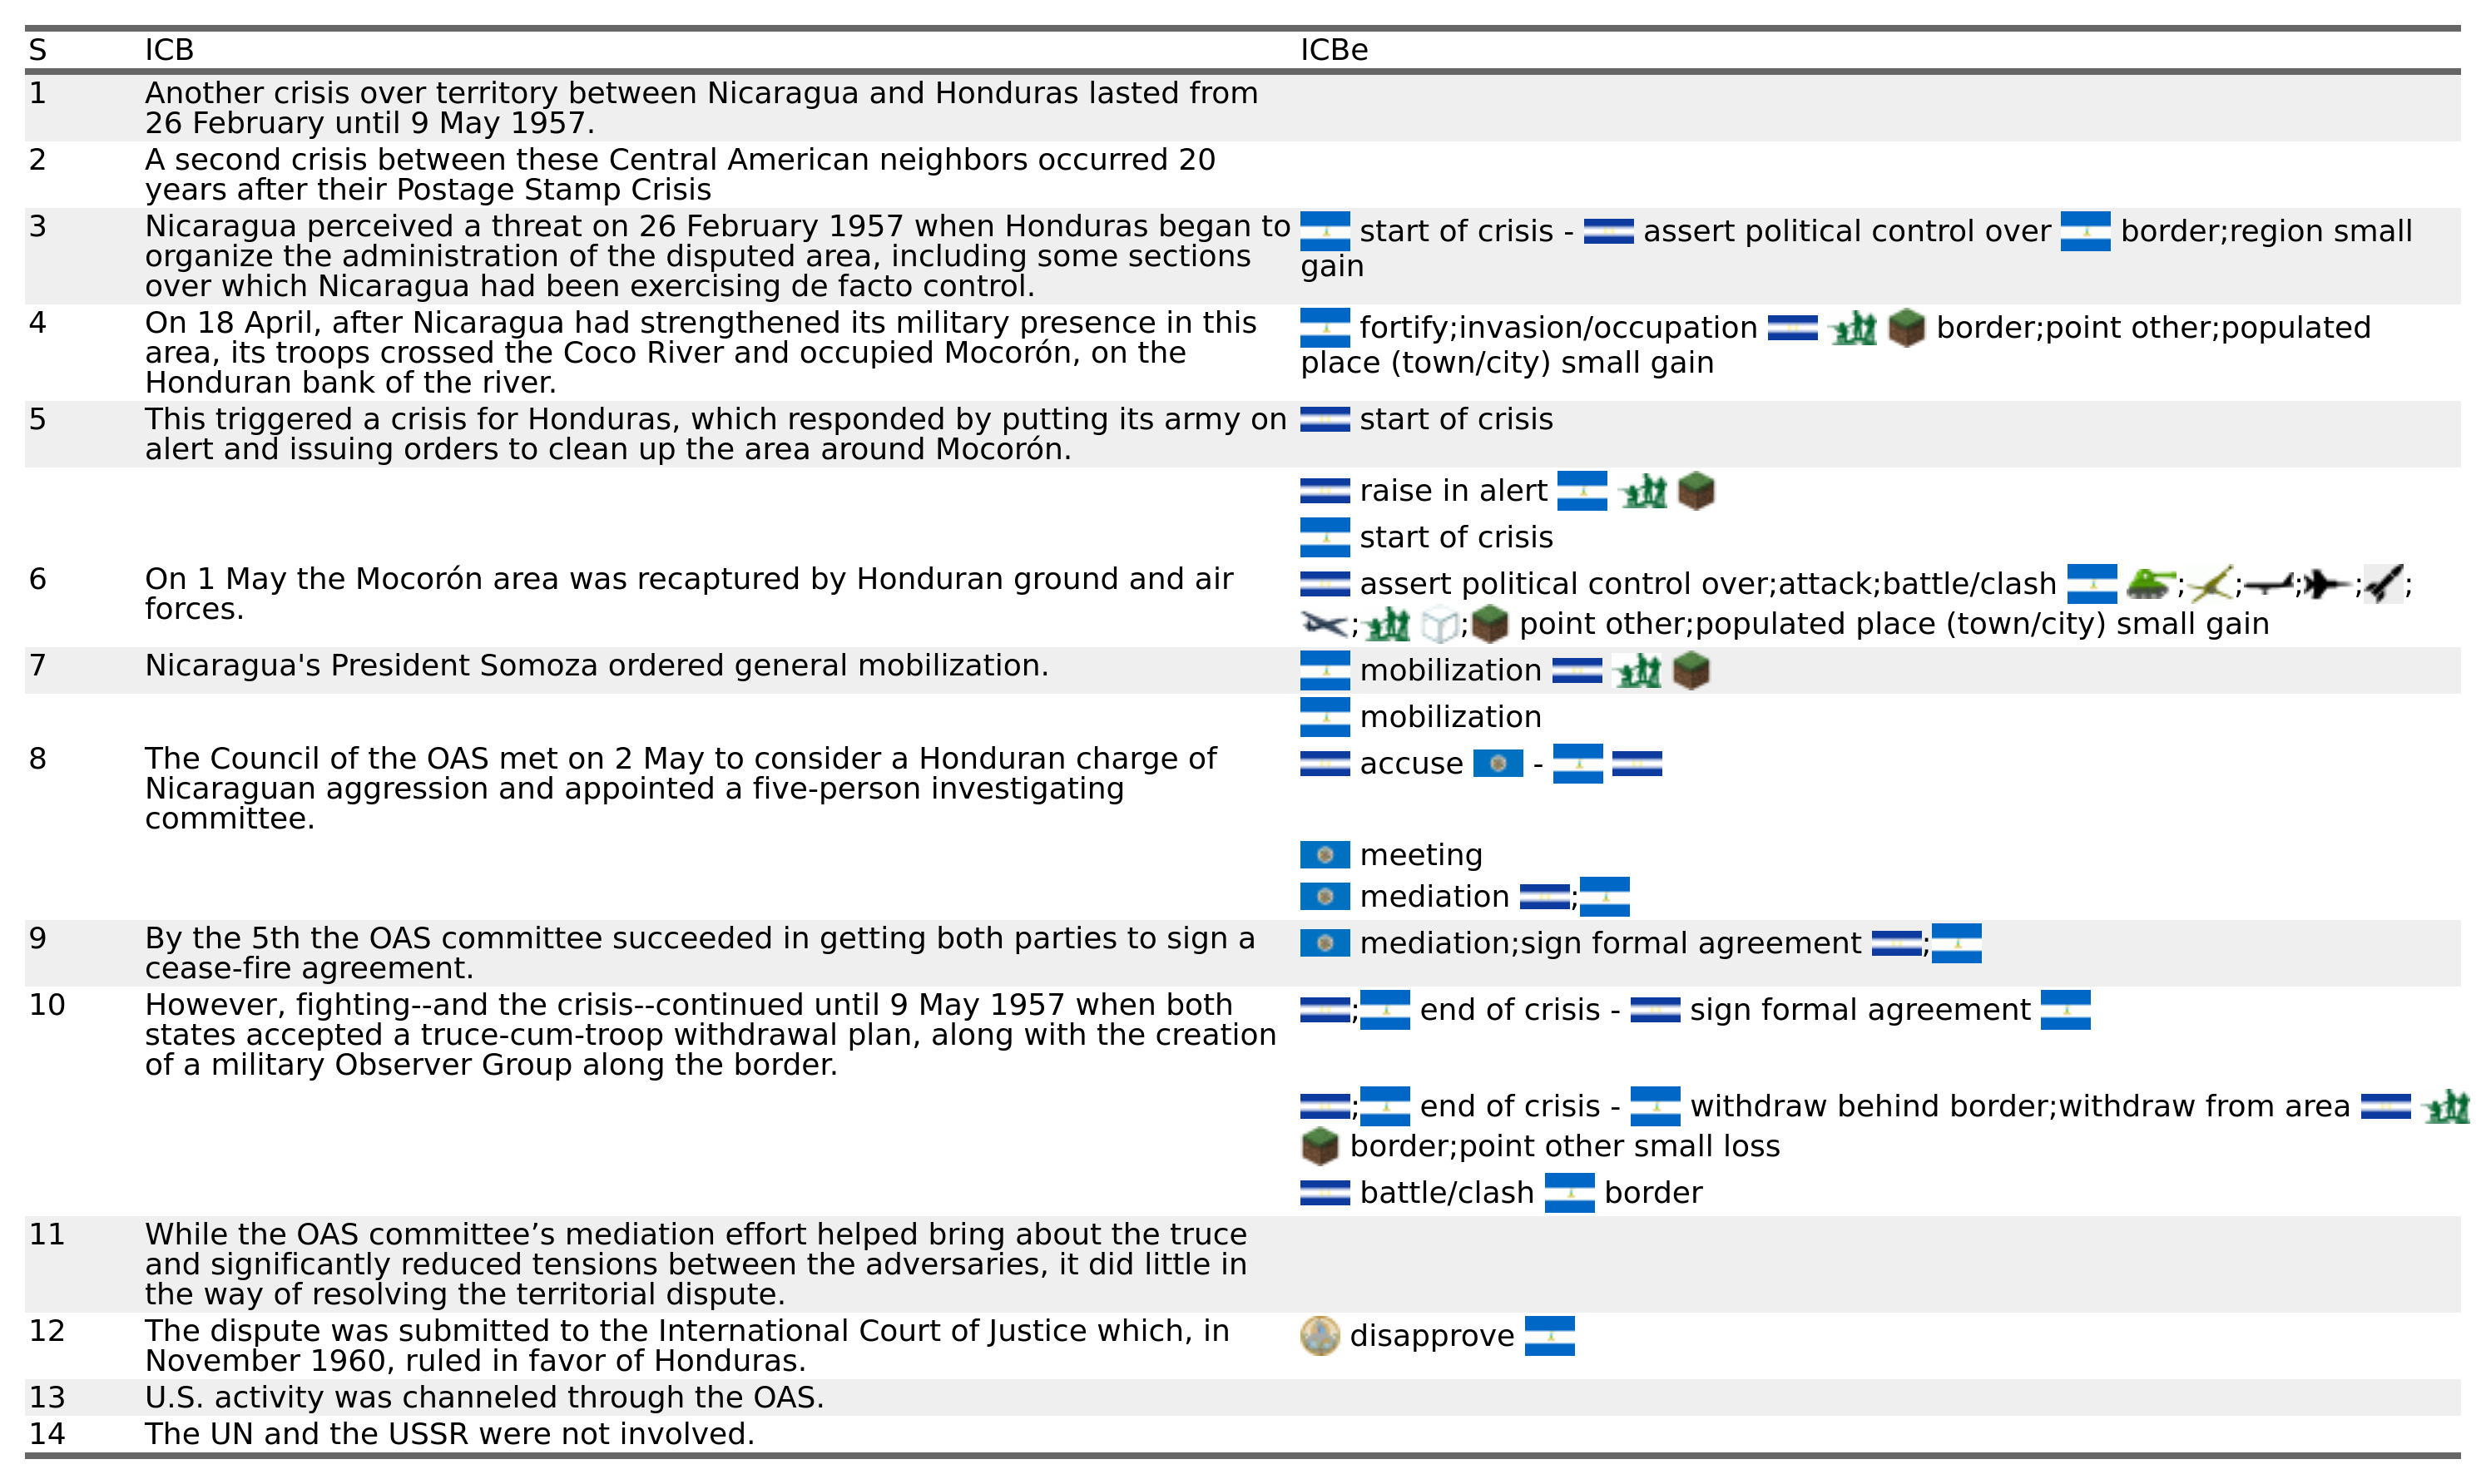 S ICB ICBe
1 Another crisis over territory between Nicaragua and Honduras lasted from
26 February until 9 May 1957.
2 A second crisis between these Central American neighbors occurred 20
years after their Postage Stamp Crisis
3 Nicaragua perceived a threat on 26 February 1957 when Honduras began to
organize the administration of the disputed area, including some sections
over which Nicaragua had been exercising de facto control.
start of crisis - assert political control over border;region small
gain
4 On 18 April, after Nicaragua had strengthened its military presence in this
area, its troops crossed the Coco River and occupied Mocorón, on the
Honduran bank of the river.
fortify;invasion/occupation border;point other;populated
place (town/city) small gain
5 This triggered a crisis for Honduras, which responded by putting its army on
alert and issuing orders to clean up the area around Mocorón.
start of crisis
raise in alert
start of crisis
6 On 1 May the Mocorón area was recaptured by Honduran ground and air
forces.
assert political control over;attack;battle/clash ; ; ; ; ;
; ; point other;populated place (town/city) small gain
7 Nicaragua's President Somoza ordered general mobilization.
mobilization
mobilization
8 The Council of the OAS met on 2 May to consider a Honduran charge of
Nicaraguan aggression and appointed a five-person investigating
committee.
accuse -
meeting
mediation ;
9 By the 5th the OAS committee succeeded in getting both parties to sign a
cease-fire agreement.
mediation;sign formal agreement ;
10 However, fighting--and the crisis--continued until 9 May 1957 when both
states accepted a truce-cum-troop withdrawal plan, along with the creation
of a military Observer Group along the border.
; end of crisis - sign formal agreement
; end of crisis - withdraw behind border;withdraw from area
border;point other small loss
battle/clash border
11 While the OAS committee’s mediation effort helped bring about the truce
and significantly reduced tensions between the adversaries, it did little in
the way of resolving the territorial dispute.
12 The dispute was submitted to the International Court of Justice which, in
November 1960, ruled in favor of Honduras.
disapprove
13 U.S. activity was channeled through the OAS.
14 The UN and the USSR were not involved.